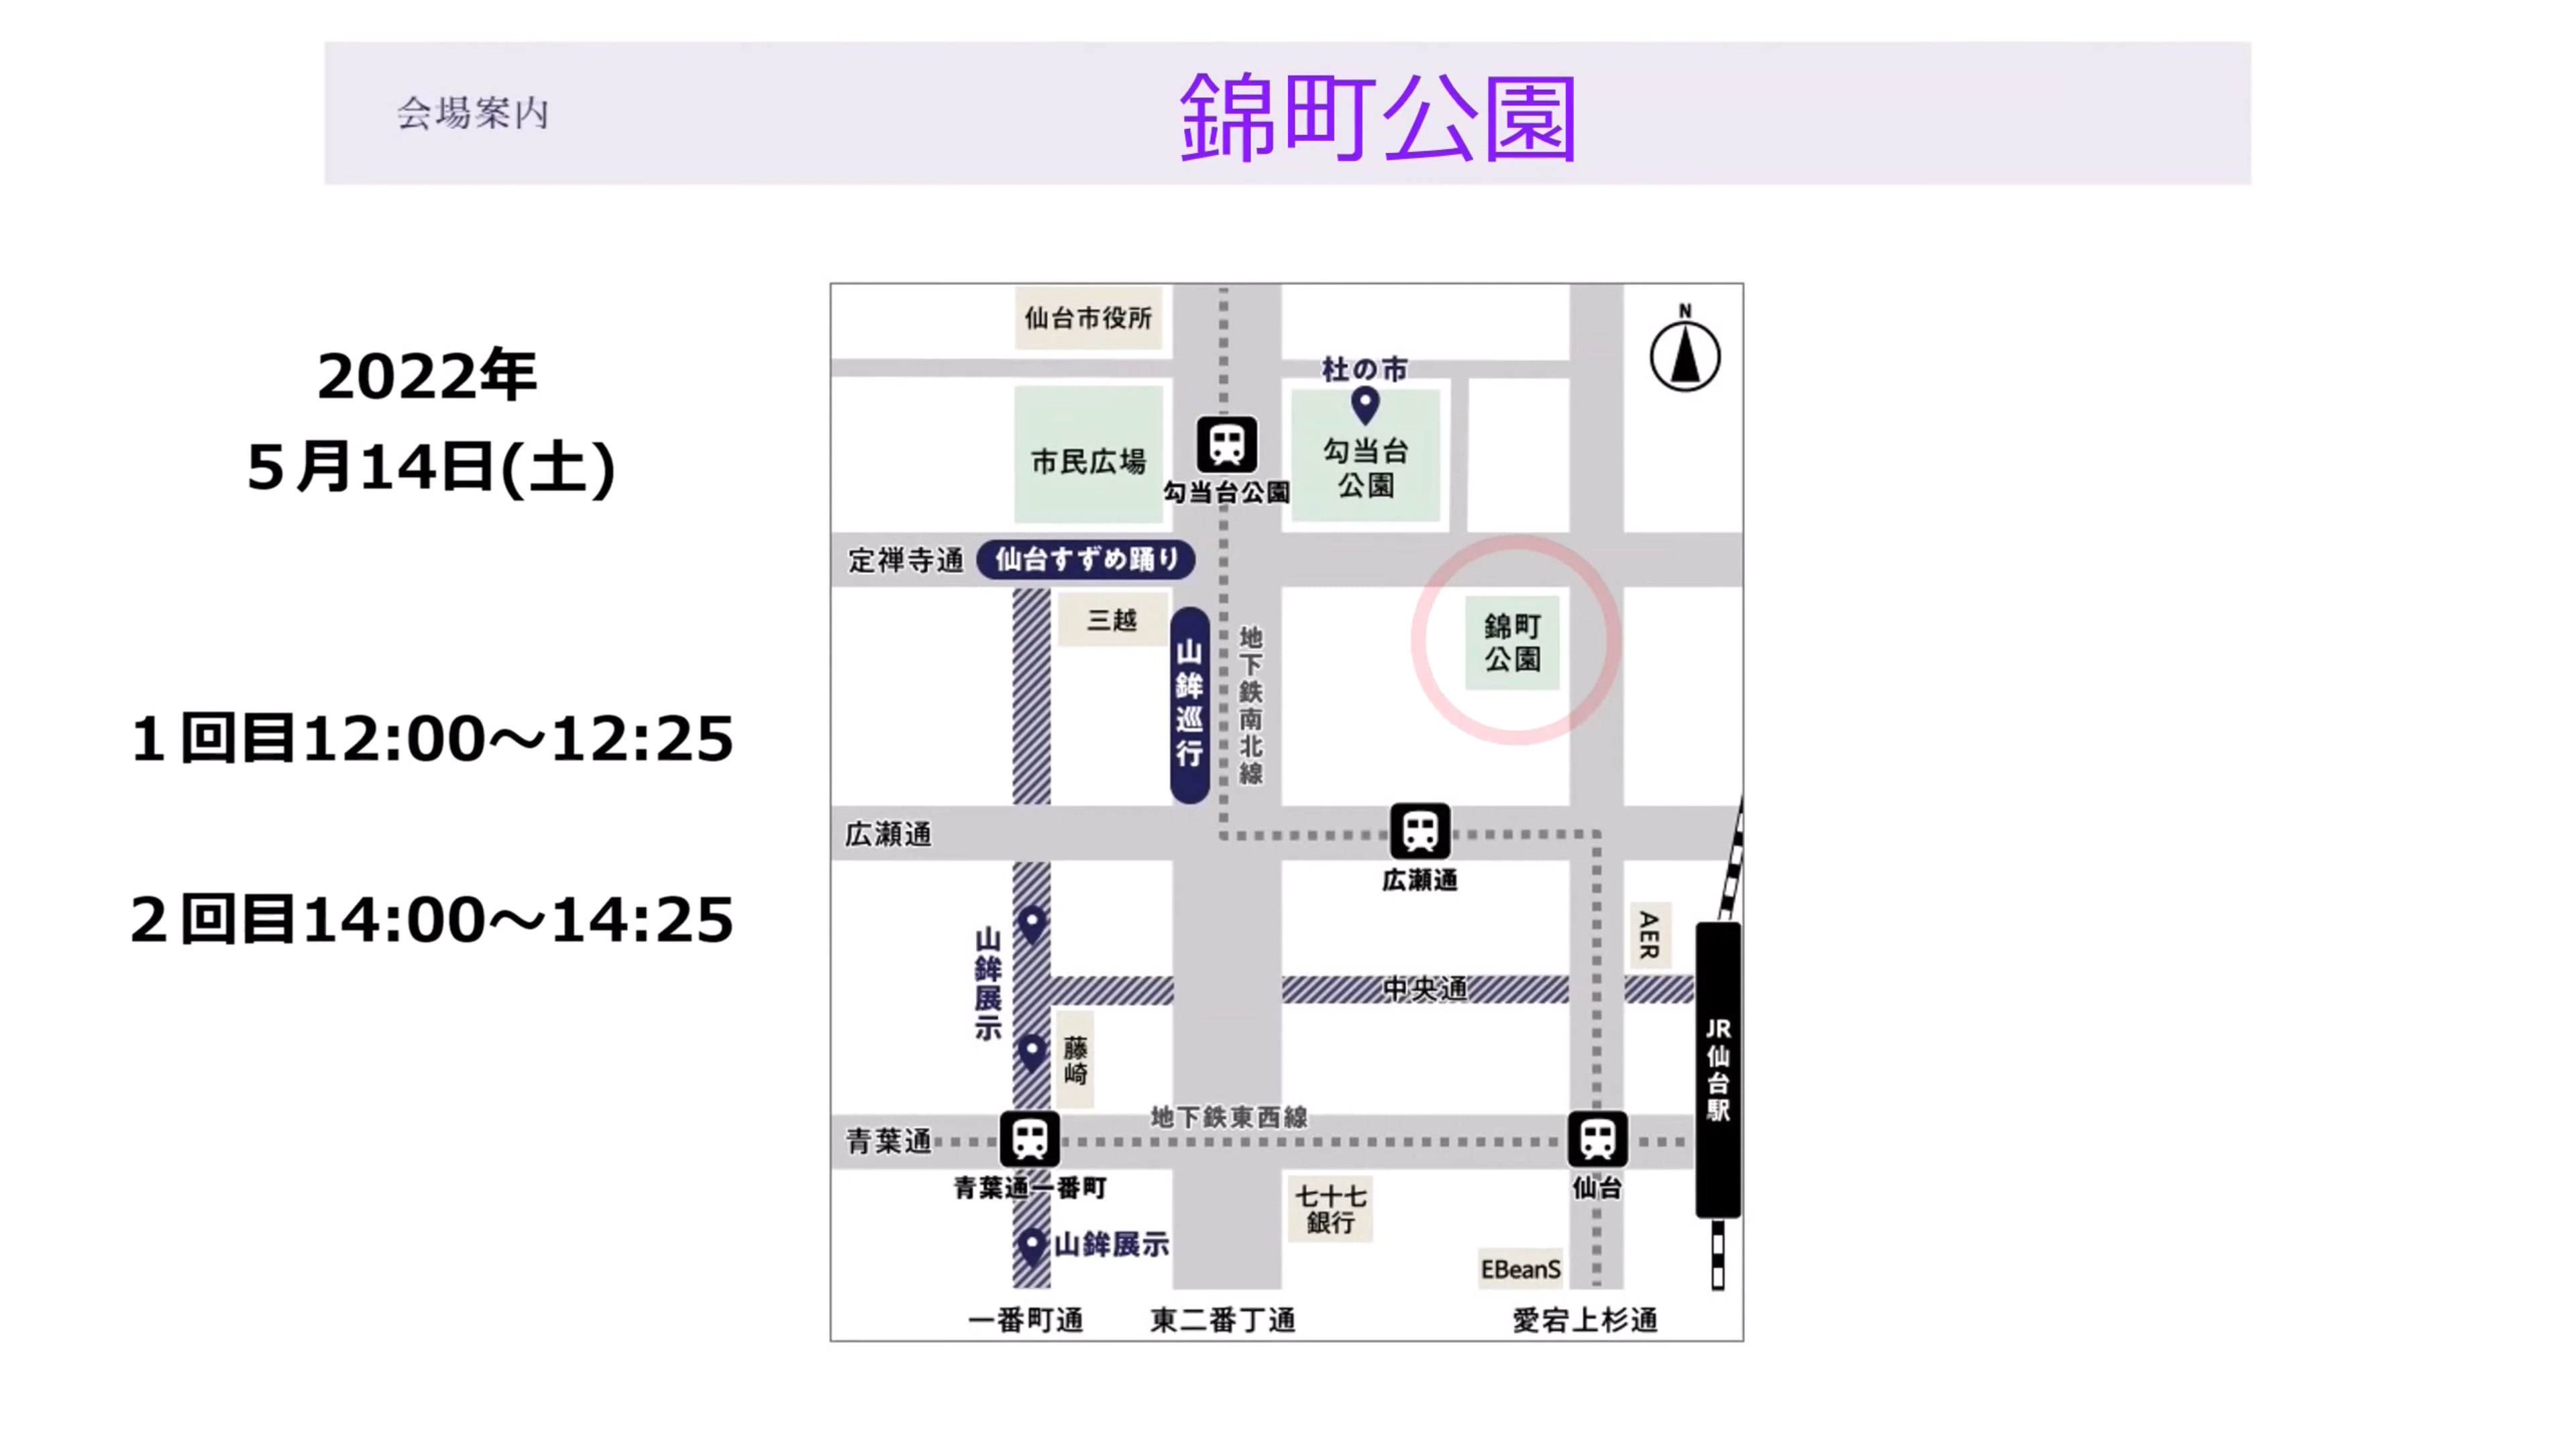 会場案内
錦町公園
2022年
５月14日(土)
１回目12:00～12:25
２回目14:00～14:25
仙台市役所
N
杜の市
市民広場
勾当台公園
勾当台
公園
定禅寺通
仙台すずめ踊り
三越
山鉾巡行
地下鉄南北線
錦町
公園
広瀬通
広瀬通
AER
山鉾展示
中央通
藤崎
JR仙台駅
地下鉄東西線
青葉通
青葉通一番町
仙台
七十七
銀行
山鉾展示
EBeanS
一番町通
東二番丁通
愛宕上杉通